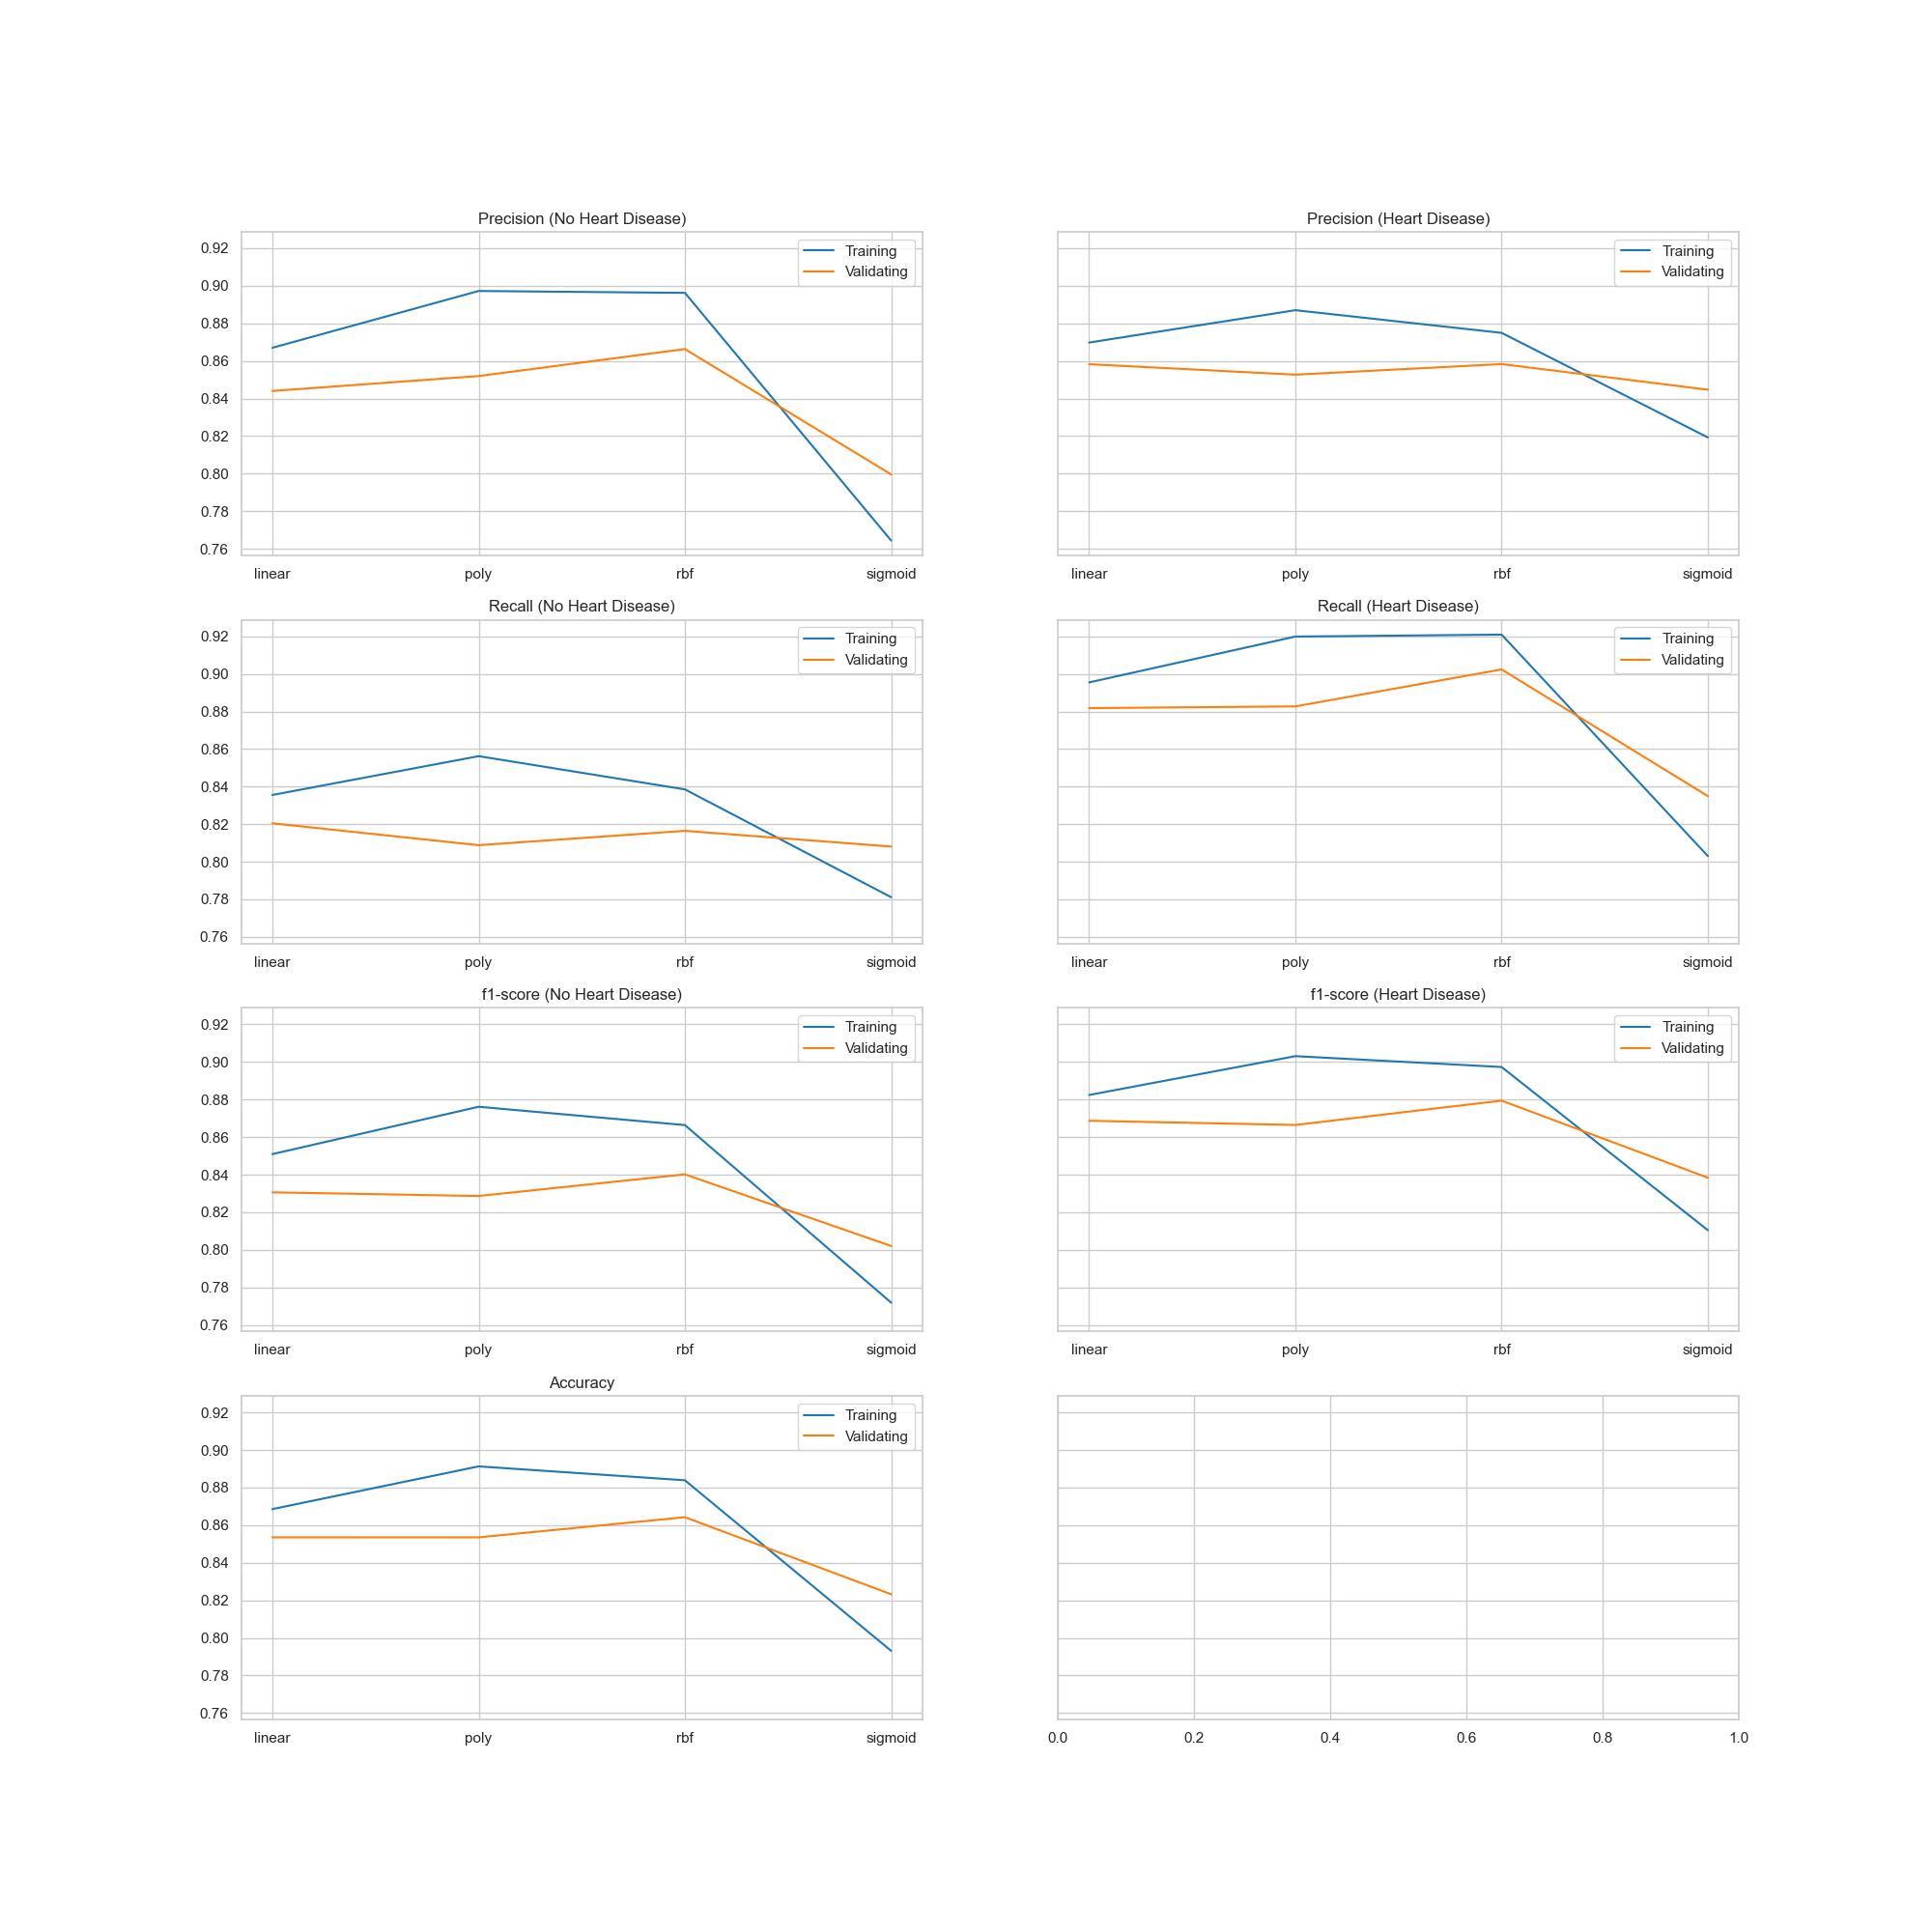 Precision (No Heart Disease)
0.92
0.90
0.88
0.86
0.84
0.82
0.80
0.78
0.76
Training
Validating
linear poly rbf sigmoid
Precision (Heart Disease)
Training
Validating
linear poly rbf sigmoid
Recall (No Heart Disease)
0.92
0.90
0.88
0.86
0.84
0.82
0.80
0.78
0.76
Training
Validating
linear poly rbf sigmoid
Recall (Heart Disease)
Training
Validating
linear poly rbf sigmoid
f1-score (No Heart Disease)
0.92
0.90
0.88
0.86
0.84
0.82
0.80
0.78
0.76
Training
Validating
linear poly rbf sigmoid
f1-score (Heart Disease)
Training
Validating
linear poly rbf sigmoid
Accuracy
0.92
0.90
0.88
0.86
0.84
0.82
0.80
0.78
0.76
Training
Validating
linear poly rbf sigmoid
0.0 0.2 0.4 0.6 0.8 1.0